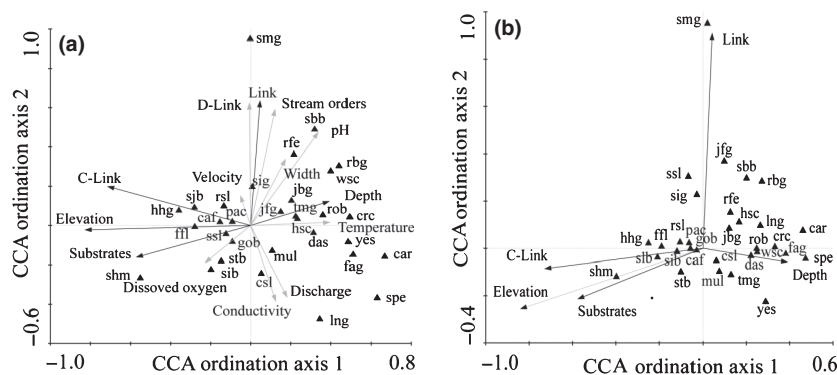 (a)
1.0
CCA ordination axis 2
-0.6
smg
D-Link
Link
Stream orders
sbb
pH
rfe
rbg
Velocity
sig
Width
wsc
C-Link
sjb
rsl
jbg
Depth
hhg
caf
pac
jfg
tmg
rob
crc
Elevation
ffl
ssl
hsc
Temperature
gob
das
yes
Substrates
stb
mul
fag
car
shm
sib
csl
Dissoved oxygen
Discharge
spe
Conductivity
lng
-1.0
CCA ordination axis 1
0.8
(b)
1.0
CCA ordination axis 2
-0.4
smg
Link
jfg
ssl
sbb
rbg
sig
rfe
hsc
lng
car
hhg
ffl
rsl
pac
gob
jbg
rob
crc
fag
slb
sib
caf
csl
wsc
das
spe
C-Link
shm
stb
mul
tmg
Depth
Elevation
Substrates
yes
-1.0
CCA ordination axis 1
0.6